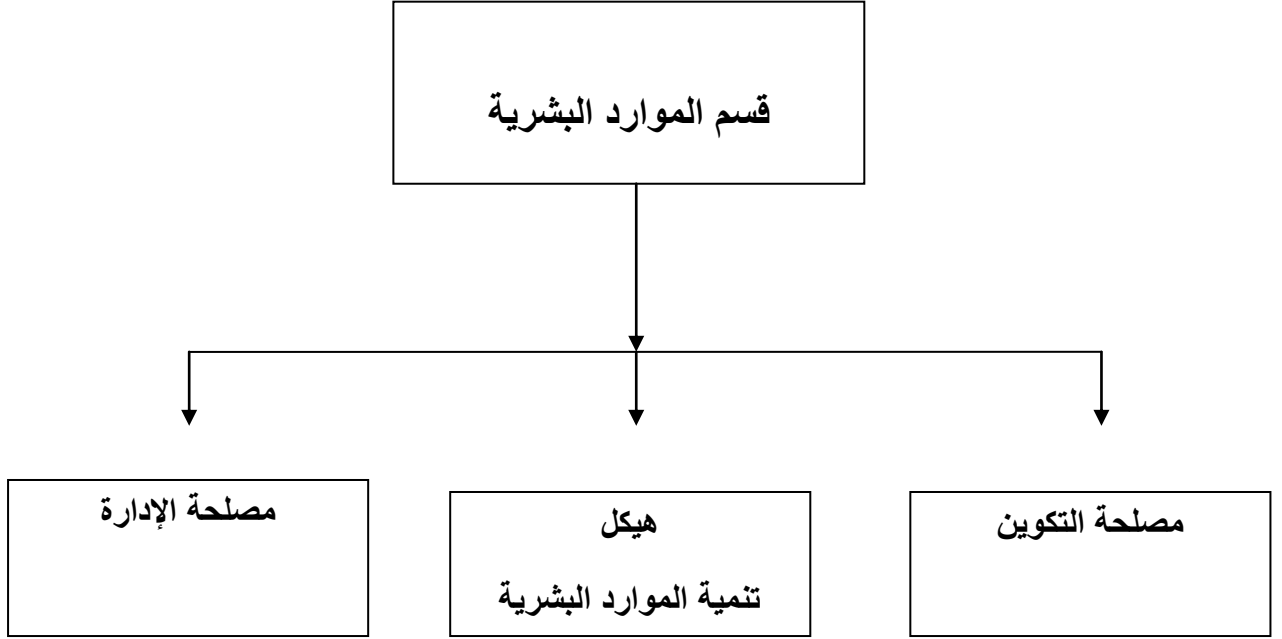 قسم الموارد البشرية
مصلحة التكوين
هيكل
تنمية الموارد البشرية
مصلحة الإدارة